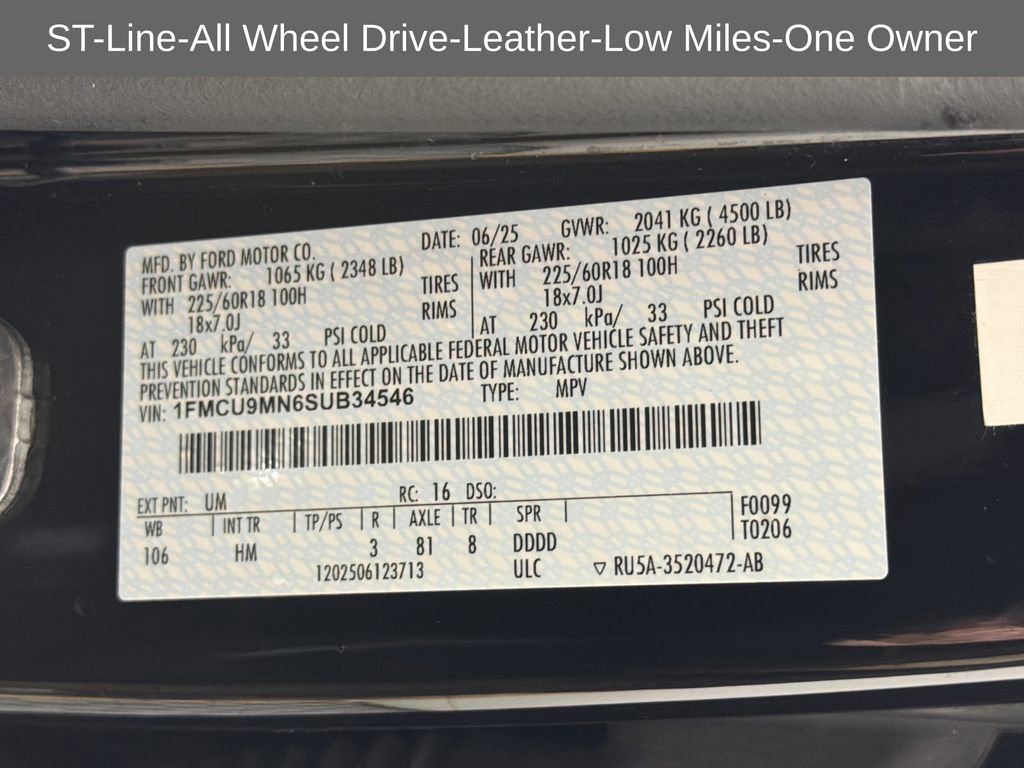 ST-Line-All Wheel Drive-Leather-Low Miles-One Owner
MFD. BY FORD MOTOR CO. DATE: 06/25 GVWR: 2041 KG ( 4500 LB)
FRONT GAWR: 1065 KG ( 2348 LB) REAR GAWR: 1025 KG ( 2260 LB)
WITH 225/60R18 100H TIRES WITH 225/60R18 100H TIRES
18x7.0J RIMS 18x7.0J RIMS
AT 230 kPa/ 33 PSI COLD AT 230 kPa/ 33 PSI COLD
THIS VEHICLE CONFORMS TO ALL APPLICABLE FEDERAL MOTOR VEHICLE SAFETY AND THEFT
PREVENTION STANDARDS IN EFFECT ON THE DATE OF MANUFACTURE SHOWN ABOVE.
VIN: 1FMCU9MN6SUB34546 TYPE: MPV
EXT PNT: UM RC: 16 DSO:
WB INT TR TP/PS R AXLE TR SPR F0099
106 HM 3 81 8 DDDD T0206
1202506123713 ULC ▽ RU5A-3520472-AB